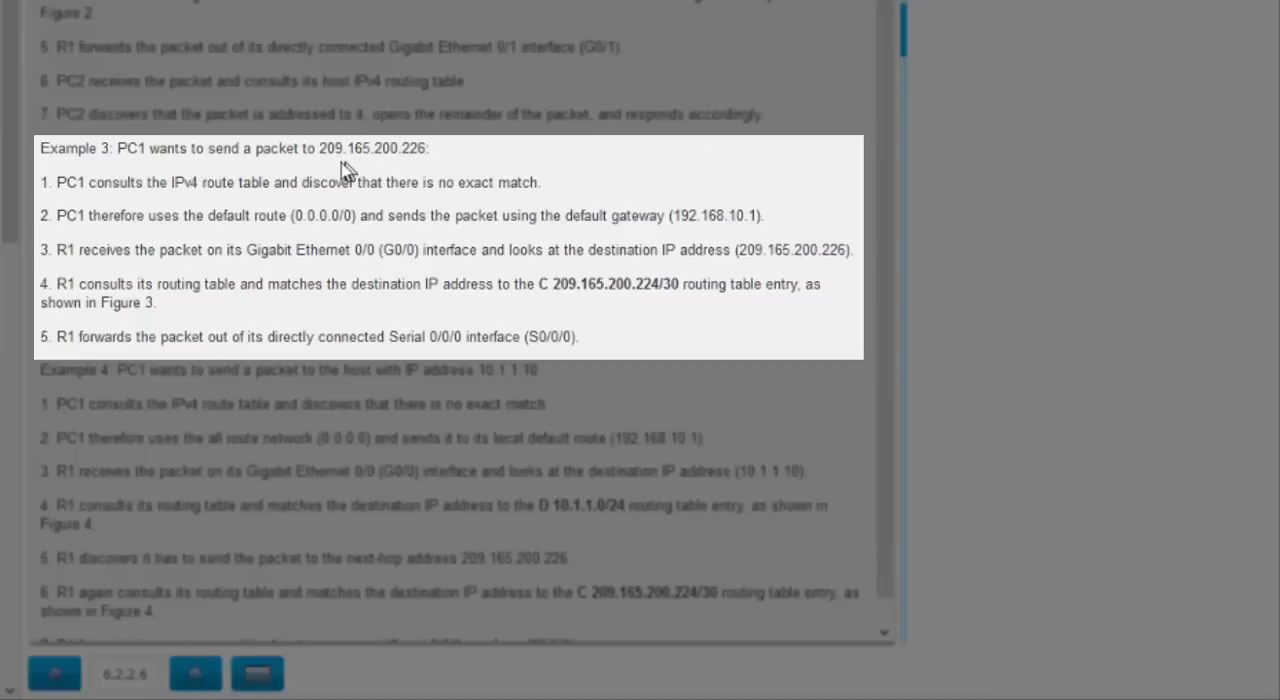 Figure 2
5. R1 forwards the packet out of its directly connected Gigabit Ethernet 0/1 interface (G0/1).
6. PC2 receives the packet and consults its host IPv4 routing table
7. PC2 discovers that the packet is addressed to it, opens the remainder of the packet, and responds accordingly.
Example 3: PC1 wants to send a packet to 209.165.200.226:
1. PC1 consults the IPv4 route table and discover that there is no exact match.
2. PC1 therefore uses the default route (0.0.0.0/0) and sends the packet using the default gateway (192.168.10.1).
3. R1 receives the packet on its Gigabit Ethernet 0/0 (G0/0) interface and looks at the destination IP address (209.165.200.226).
4. R1 consults its routing table and matches the destination IP address to the C 209.165.200.224/30 routing table entry, as
shown in Figure 3.
5. R1 forwards the packet out of its directly connected Serial 0/0/0 interface (S0/0/0).
Example 4: PC1 wants to send a packet to the host with IP address 10.1.1.10.
1. PC1 consults the IPv4 route table and discovers that there is no exact match.
2. PC1 therefore uses the all route network (0.0.0.0) and sends it to its local default route (192.168.10.1).
3. R1 receives the packet on its Gigabit Ethernet 0/0 (G0/0) interface and looks at the destination IP address (10.1.1.10).
4. R1 consults its routing table and matches the destination IP address to the D 10.1.1.0/24 routing table entry, as shown in
Figure 4.
5. R1 discovers it has to send the packet to the next-hop address 209.165.200.226.
6. R1 again consults its routing table and matches the destination IP address to the C 209.165.200.224/30 routing table entry, as
shown in Figure 4.
6.2.2.6